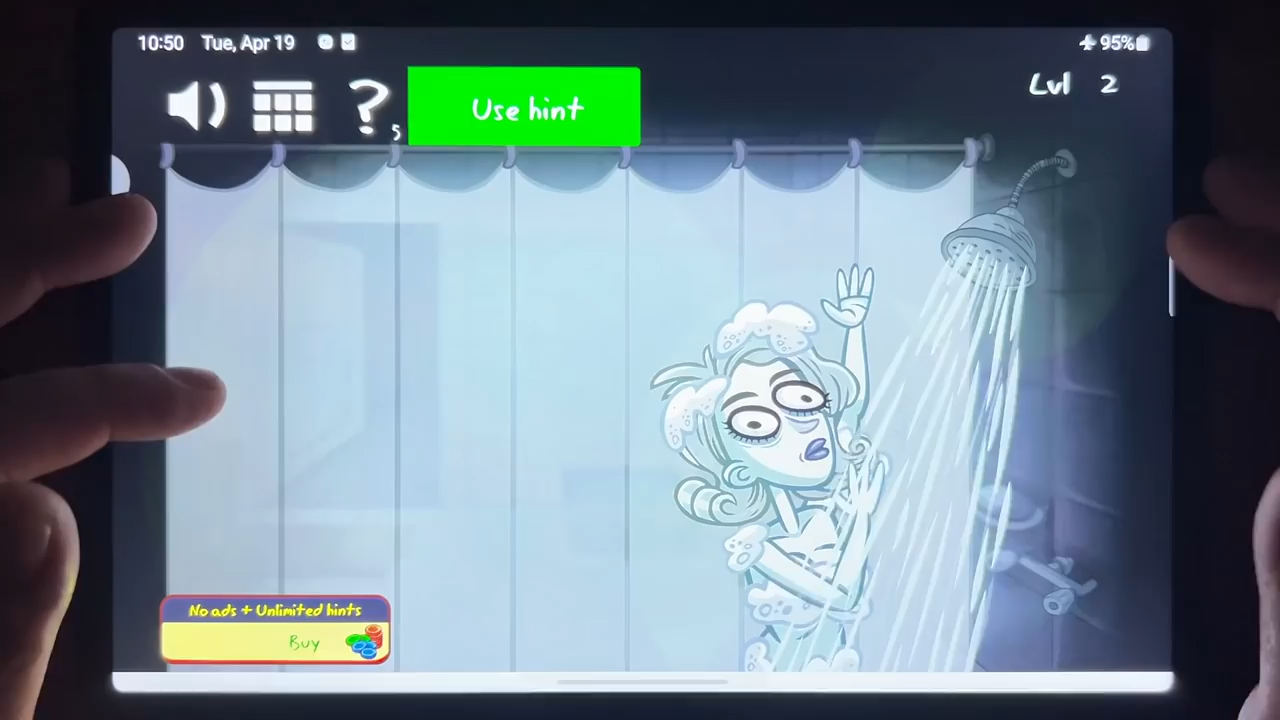 10:50 Tue, Apr 19
95%
? 5
Use hint
Lvl 2
No ads + Unlimited hints
Buy